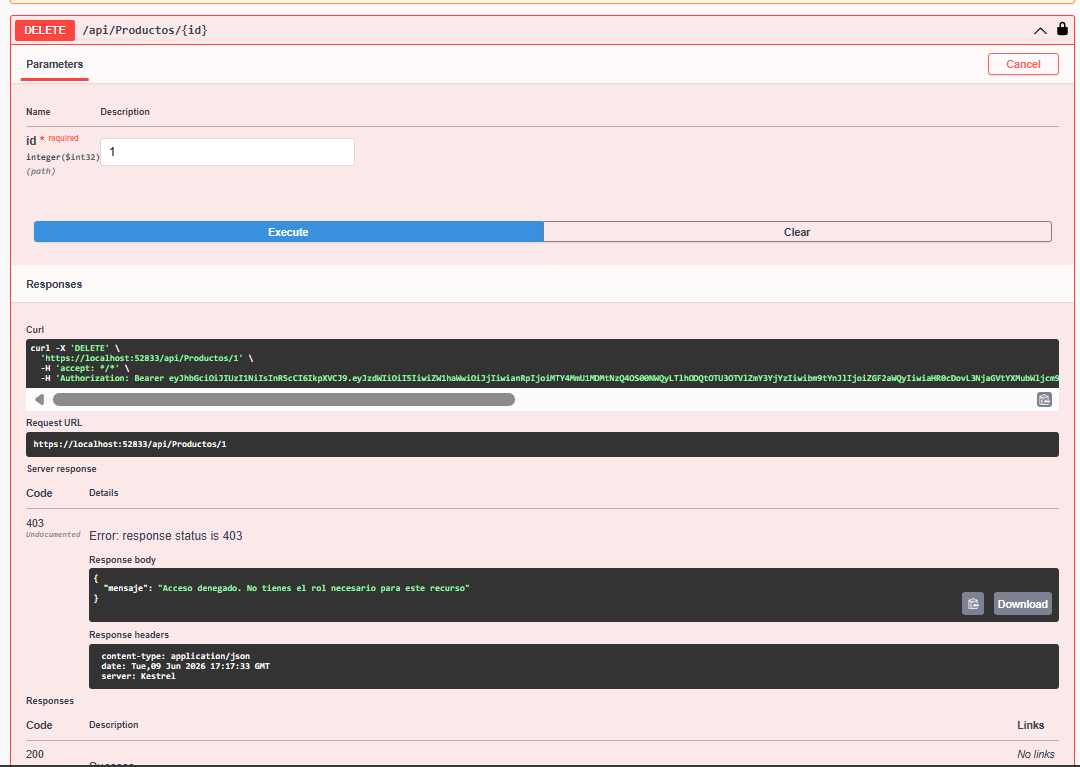 DELETE /api/Productos/{id}
Parameters
Cancel
Name Description
id * required
integer($int32)
(path)
1
Execute Clear
Responses
Curl
curl -X 'DELETE' \
'https://localhost:52833/api/Productos/1' \
-H 'accept: */*' \
-H 'Authorization: Bearer
Request URL
https://localhost:52833/api/Productos/1
Server response
Code Details
403
Undocumented
Error: response status is 403
Response body
{
"mensaje": "Acceso denegado. No tienes el rol necesario para este recurso"
}
Download
Response headers
content-type: application/json
date: Tue,09 Jun 2026 17:17:33 GMT
server: Kestrel
Responses
Code Description Links
200 No links